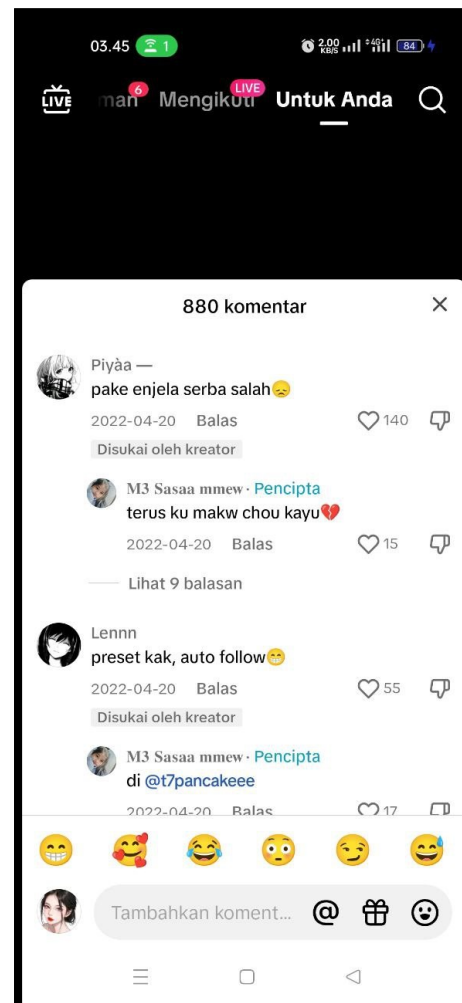 03.45 1 2.00 KB/S 4G 84
LIVE man 6 Mengikuti LIVE Untuk Anda
880 komentar
Piyàa —
pake enjela serba salah😞
2022-04-20 Balas 140
Disukai oleh kreator
M3 Sasaa mmew · Pencipta
terus ku makw chou kayu💔
2022-04-20 Balas 15
Lihat 9 balasan
Lennn
preset kak, auto follow😁
2022-04-20 Balas 55
Disukai oleh kreator
M3 Sasaa mmew · Pencipta
di @t7pancakeee
2022-04-20 Balas 17
😁 🥰 😂 😳 😏 😅
Tambahkan koment... @